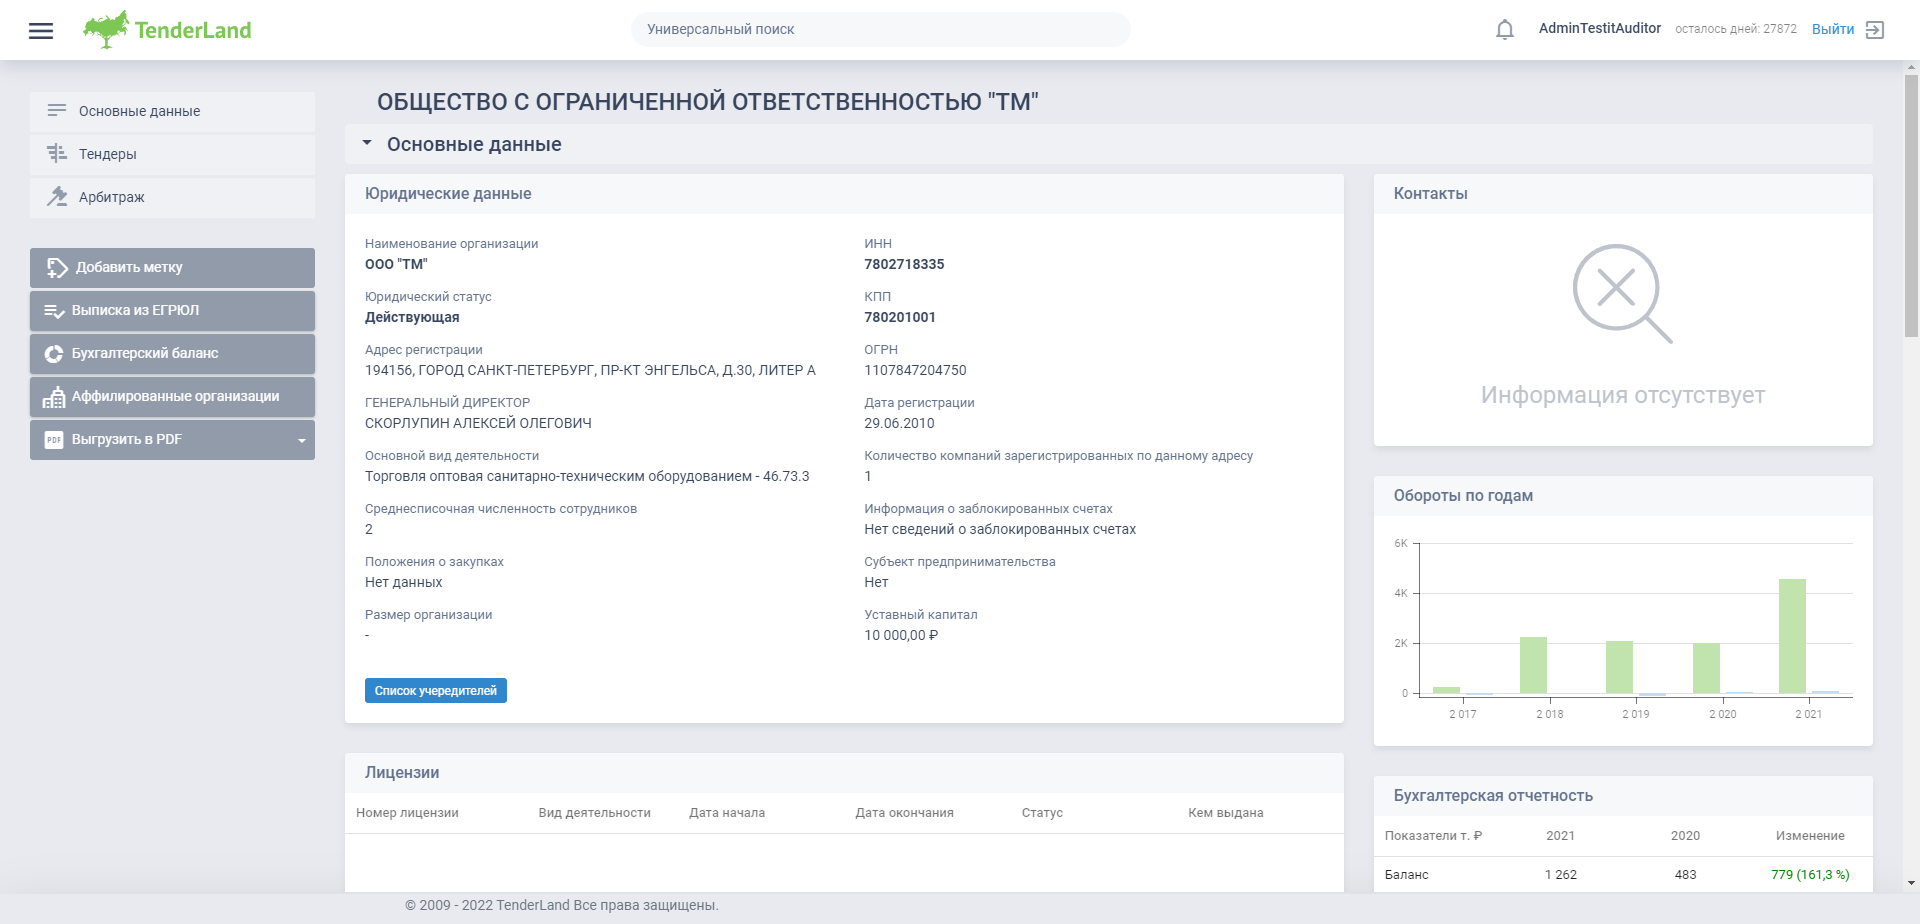 TenderLand
Универсальный поиск
AdminTestitAuditor
осталось дней: 27872
Выйти
Основные данные
Тендеры
Арбитраж
Добавить метку
Выписка из ЕГРЮЛ
Бухгалтерский баланс
Аффилированные организации
PDF Выгрузить в PDF
ОБЩЕСТВО С ОГРАНИЧЕННОЙ ОТВЕТСТВЕННОСТЬЮ "ТМ"
Основные данные
Юридические данные
Наименование организации
ООО "ТМ"
Юридический статус
Действующая
Адрес регистрации
194156, ГОРОД САНКТ-ПЕТЕРБУРГ, ПР-КТ ЭНГЕЛЬСА, Д.30, ЛИТЕР А
ГЕНЕРАЛЬНЫЙ ДИРЕКТОР
СКОРЛУПИН АЛЕКСЕЙ ОЛЕГОВИЧ
Основной вид деятельности
Торговля оптовая санитарно-техническим оборудованием - 46.73.3
Среднесписочная численность сотрудников
2
Положения о закупках
Нет данных
Размер организации
-
ИНН
7802718335
КПП
780201001
ОГРН
1107847204750
Дата регистрации
29.06.2010
Количество компаний зарегистрированных по данному адресу
1
Информация о заблокированных счетах
Нет сведений о заблокированных счетах
Субъект предпринимательства
Нет
Уставный капитал
10 000,00 ₽
Список учередителей
Лицензии
Номер лицензии Вид деятельности Дата начала Дата окончания Статус Кем выдана
Контакты
Информация отсутствует
Обороты по годам
6K
4K
2K
0
2 017 2 018 2 019 2 020 2 021
Бухгалтерская отчетность
Показатели т. ₽ 2021 2020 Изменение
Баланс 1 262 483 779 (161,3 %)
© 2009 - 2022 TenderLand Все права защищены.